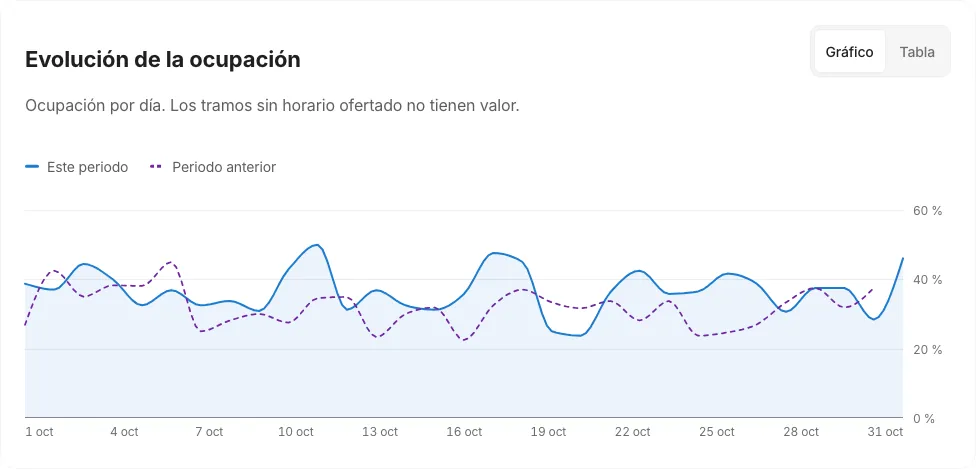 Evolución de la ocupación
Gráfico
Tabla
Ocupación por día. Los tramos sin horario ofertado no tienen valor.
Este periodo
Periodo anterior
60 %
40 %
20 %
0 %
1 oct
4 oct
7 oct
10 oct
13 oct
16 oct
19 oct
22 oct
25 oct
28 oct
31 oct